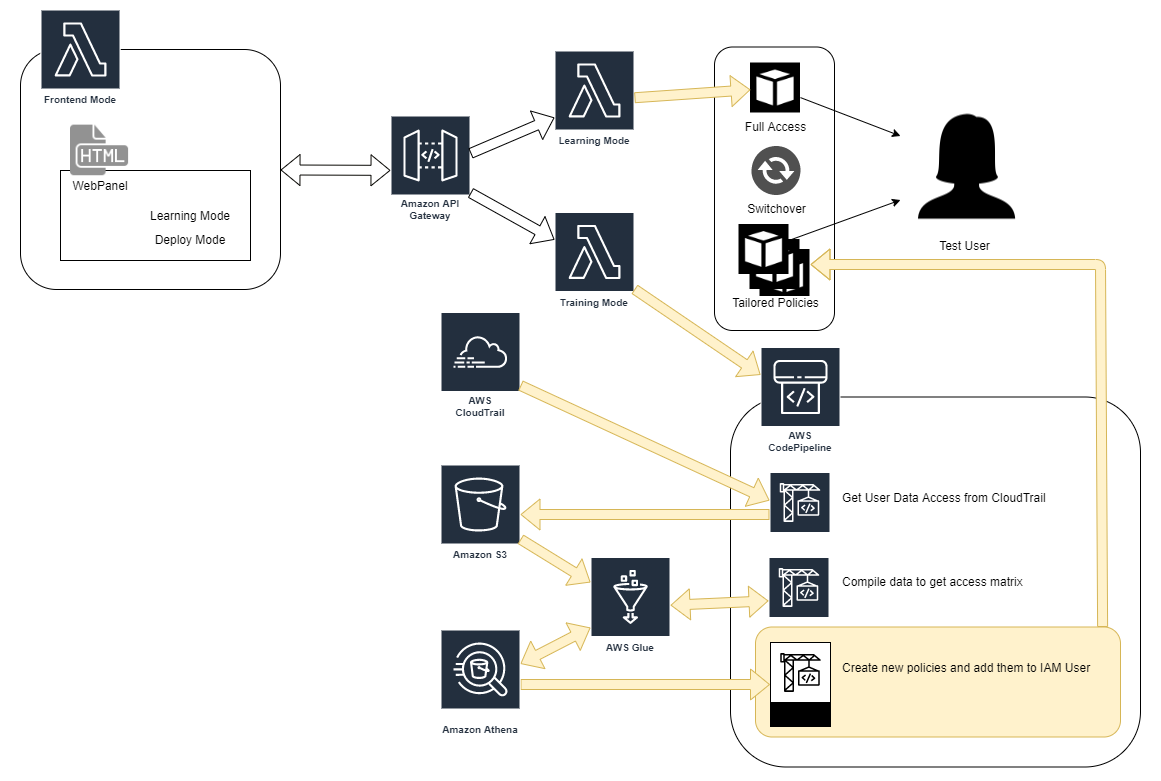 Frontend Mode
HTML
WebPanel
Learning Mode
Deploy Mode
</>
Amazon API
Gateway
Learning Mode
Training Mode
Full Access
Switchover
Tailored Policies
Test User
AWS
CloudTrail
</>
AWS
CodePipeline
</>
Get User Data Access from CloudTrail
Amazon S3
</>
Compile data to get access matrix
AWS Glue
</>
Create new policies and add them to IAM User
Amazon Athena